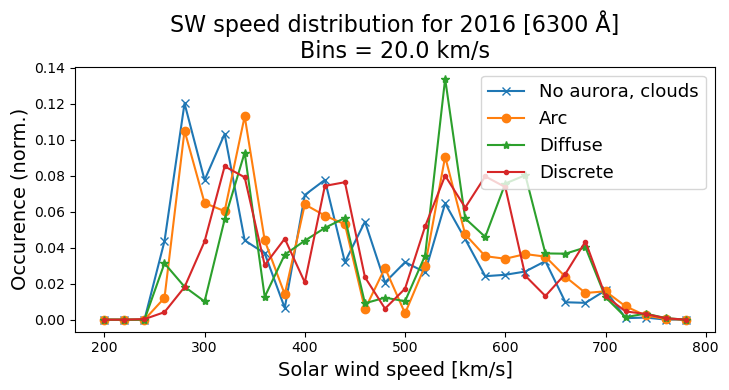 SW speed distribution for 2016 [6300 Å]
Bins = 20.0 km/s
0.14
0.12
0.10
0.08
0.06
0.04
0.02
0.00
Occurence (norm.)
No aurora, clouds
Arc
Diffuse
Discrete
200 300 400 500 600 700 800
Solar wind speed [km/s]